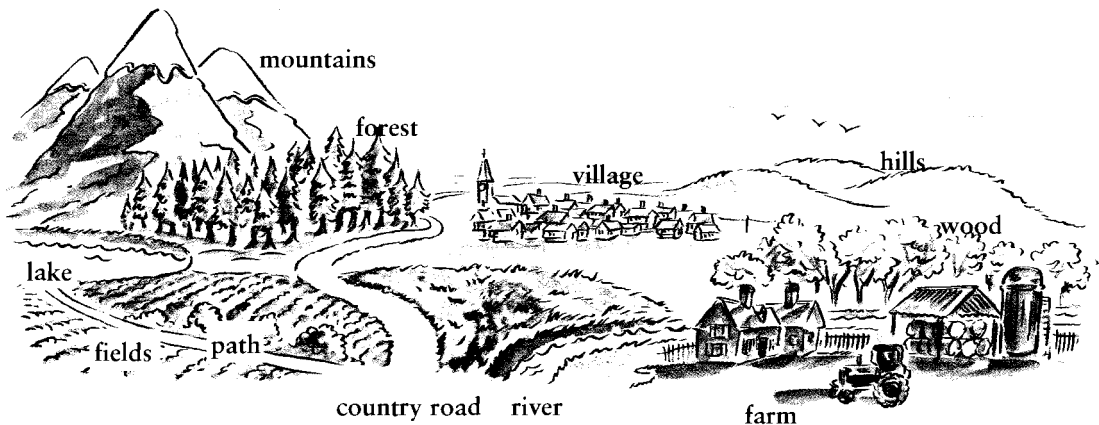 mountains
forest
village
hills
wood
lake
fields
path
country road
river
farm